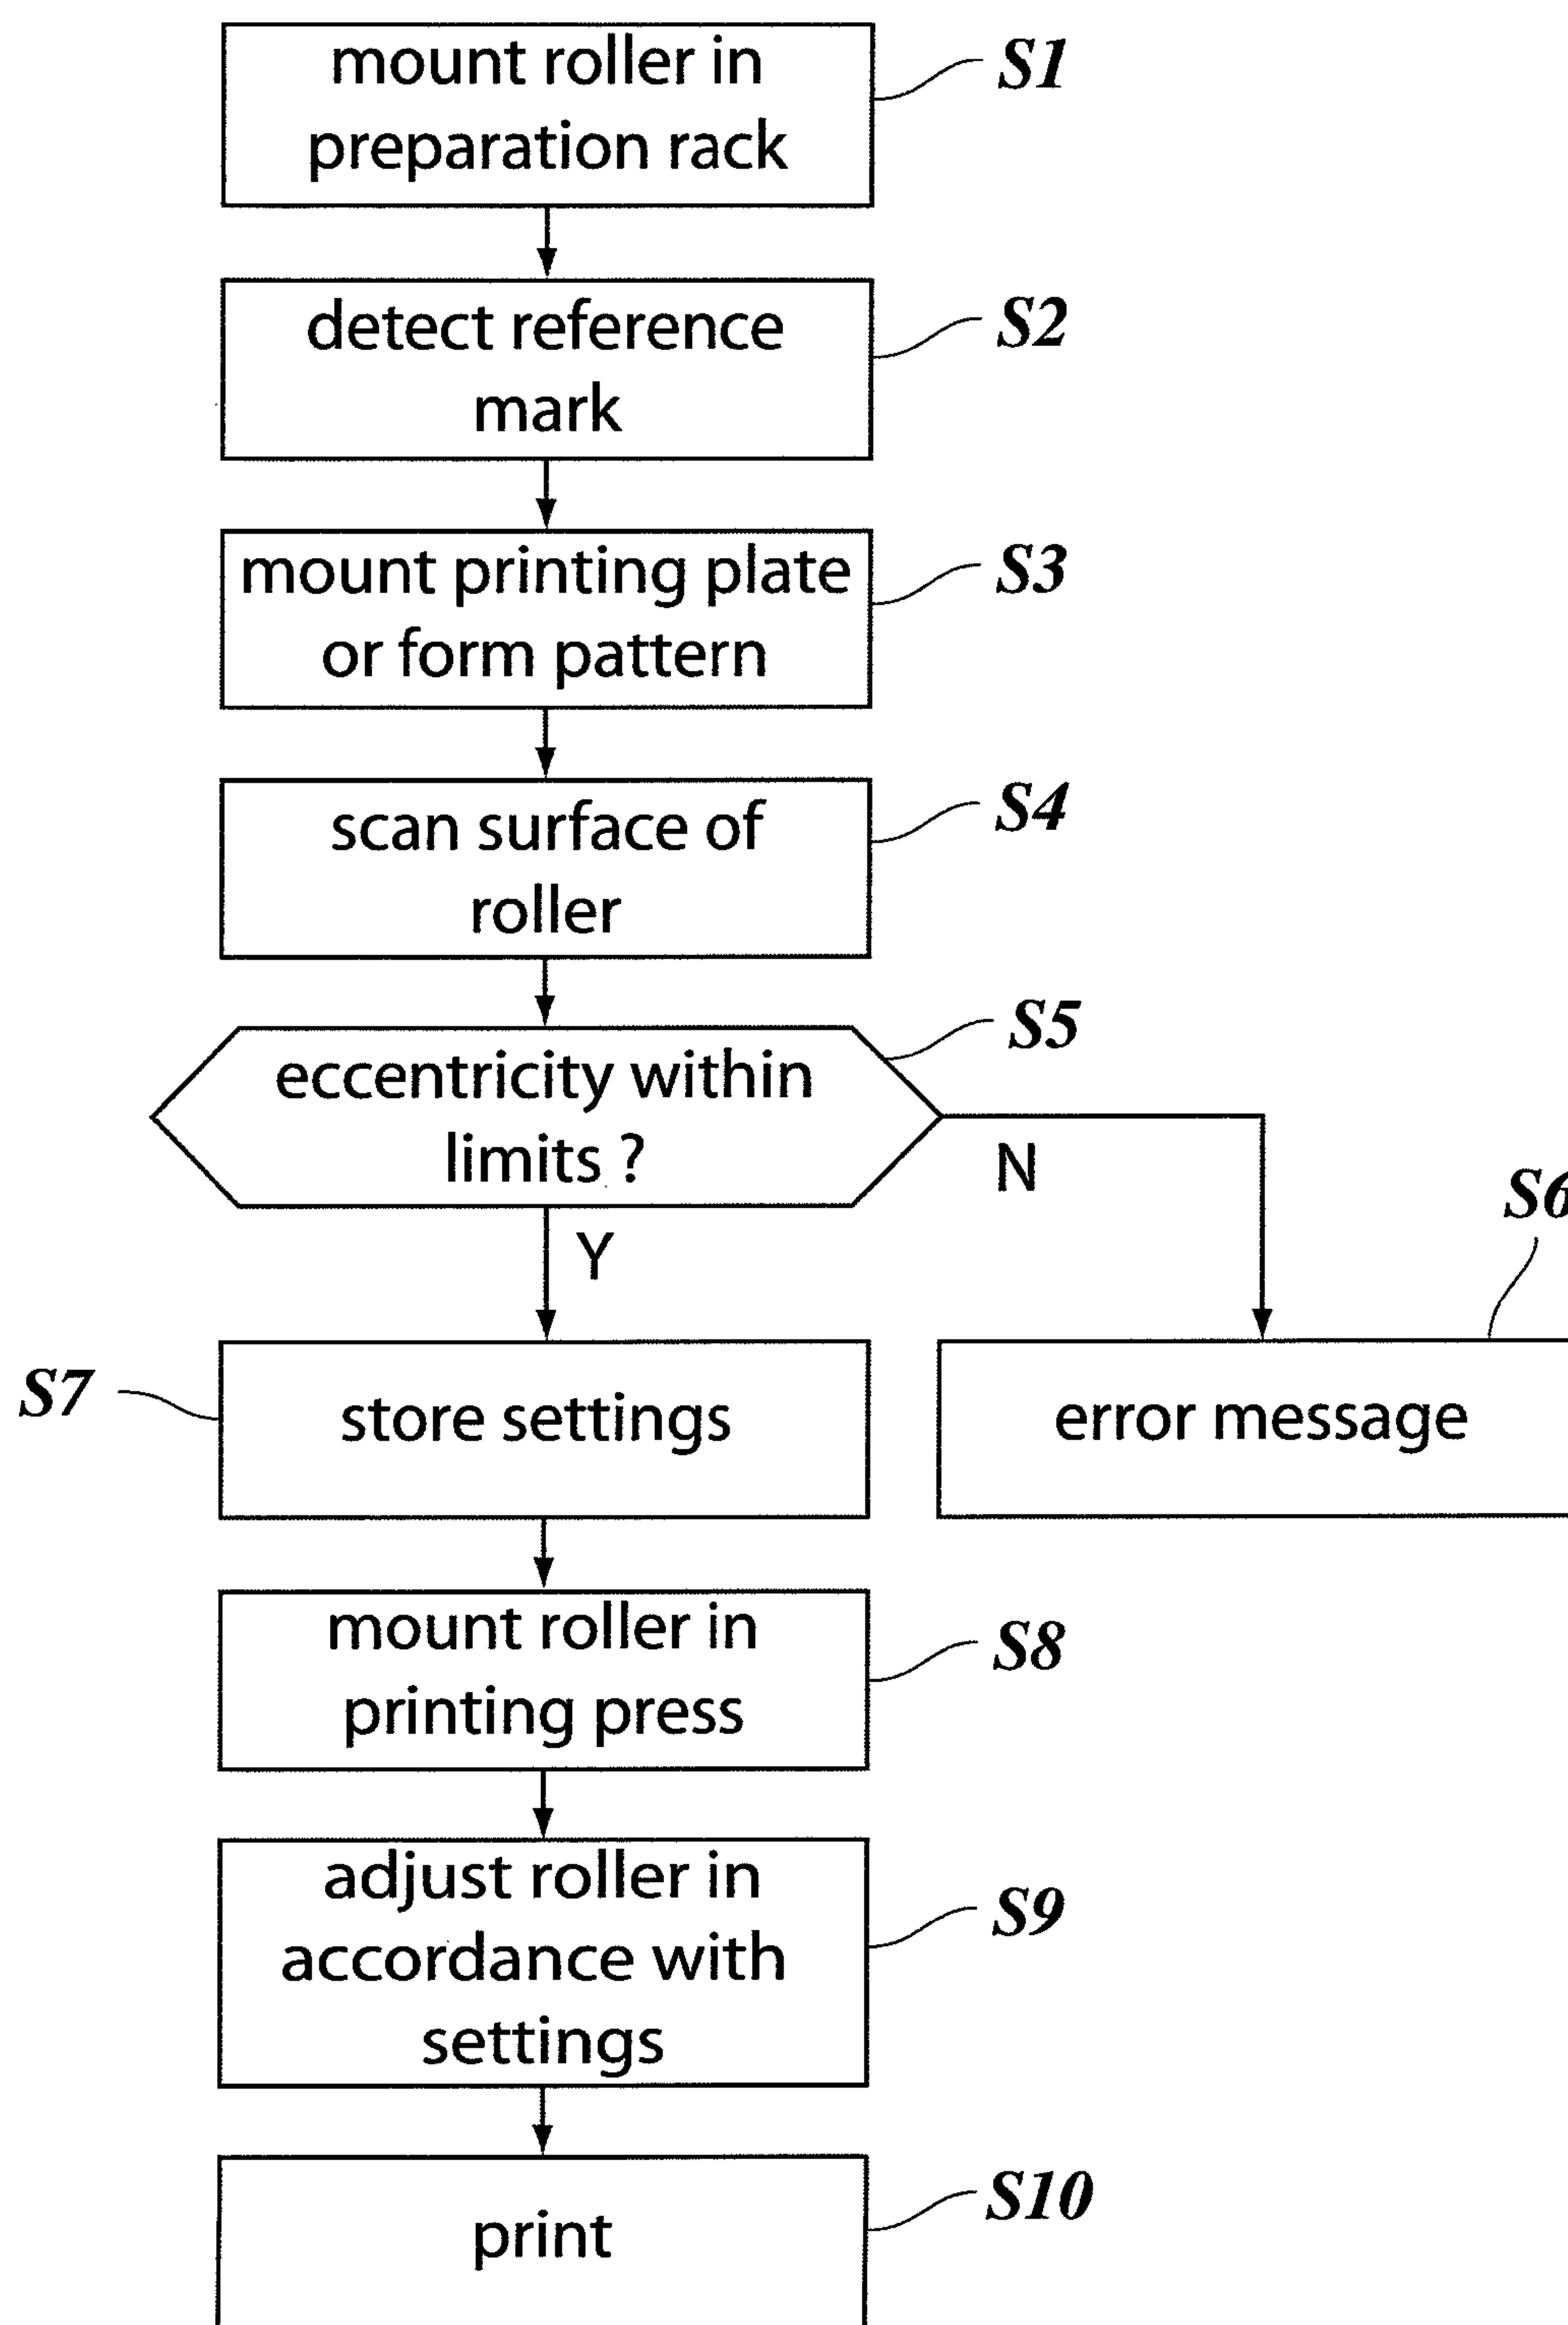 mount roller in
preparation rack
S1
detect reference
mark
S2
mount printing plate
or form pattern
S3
scan surface of
roller
S4
eccentricity within
limits ?
S5
N
Y
S6
S7
store settings
error message
mount roller in
printing press
S8
adjust roller in
accordance with
settings
S9
print
S10